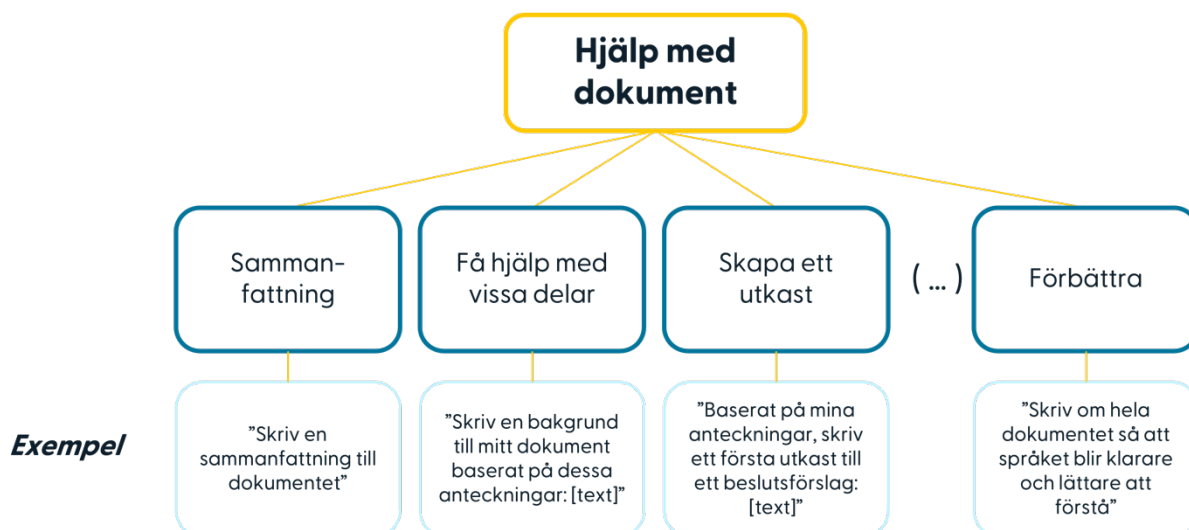 Hjälp med
dokument
Samman-
fattning
Få hjälp med
vissa delar
Skapa ett
utkast
( ... )
Förbättra
Exempel
”Skriv en
sammanfattning till
dokumentet”
”Skriv en bakgrund
till mitt dokument
baserat på dessa
anteckningar: [text]”
”Baserat på mina
anteckningar, skriv
ett första utkast till
ett beslutsförslag:
[text]”
”Skriv om hela
dokumentet så att
språket blir klarare
och lättare att
förstå”